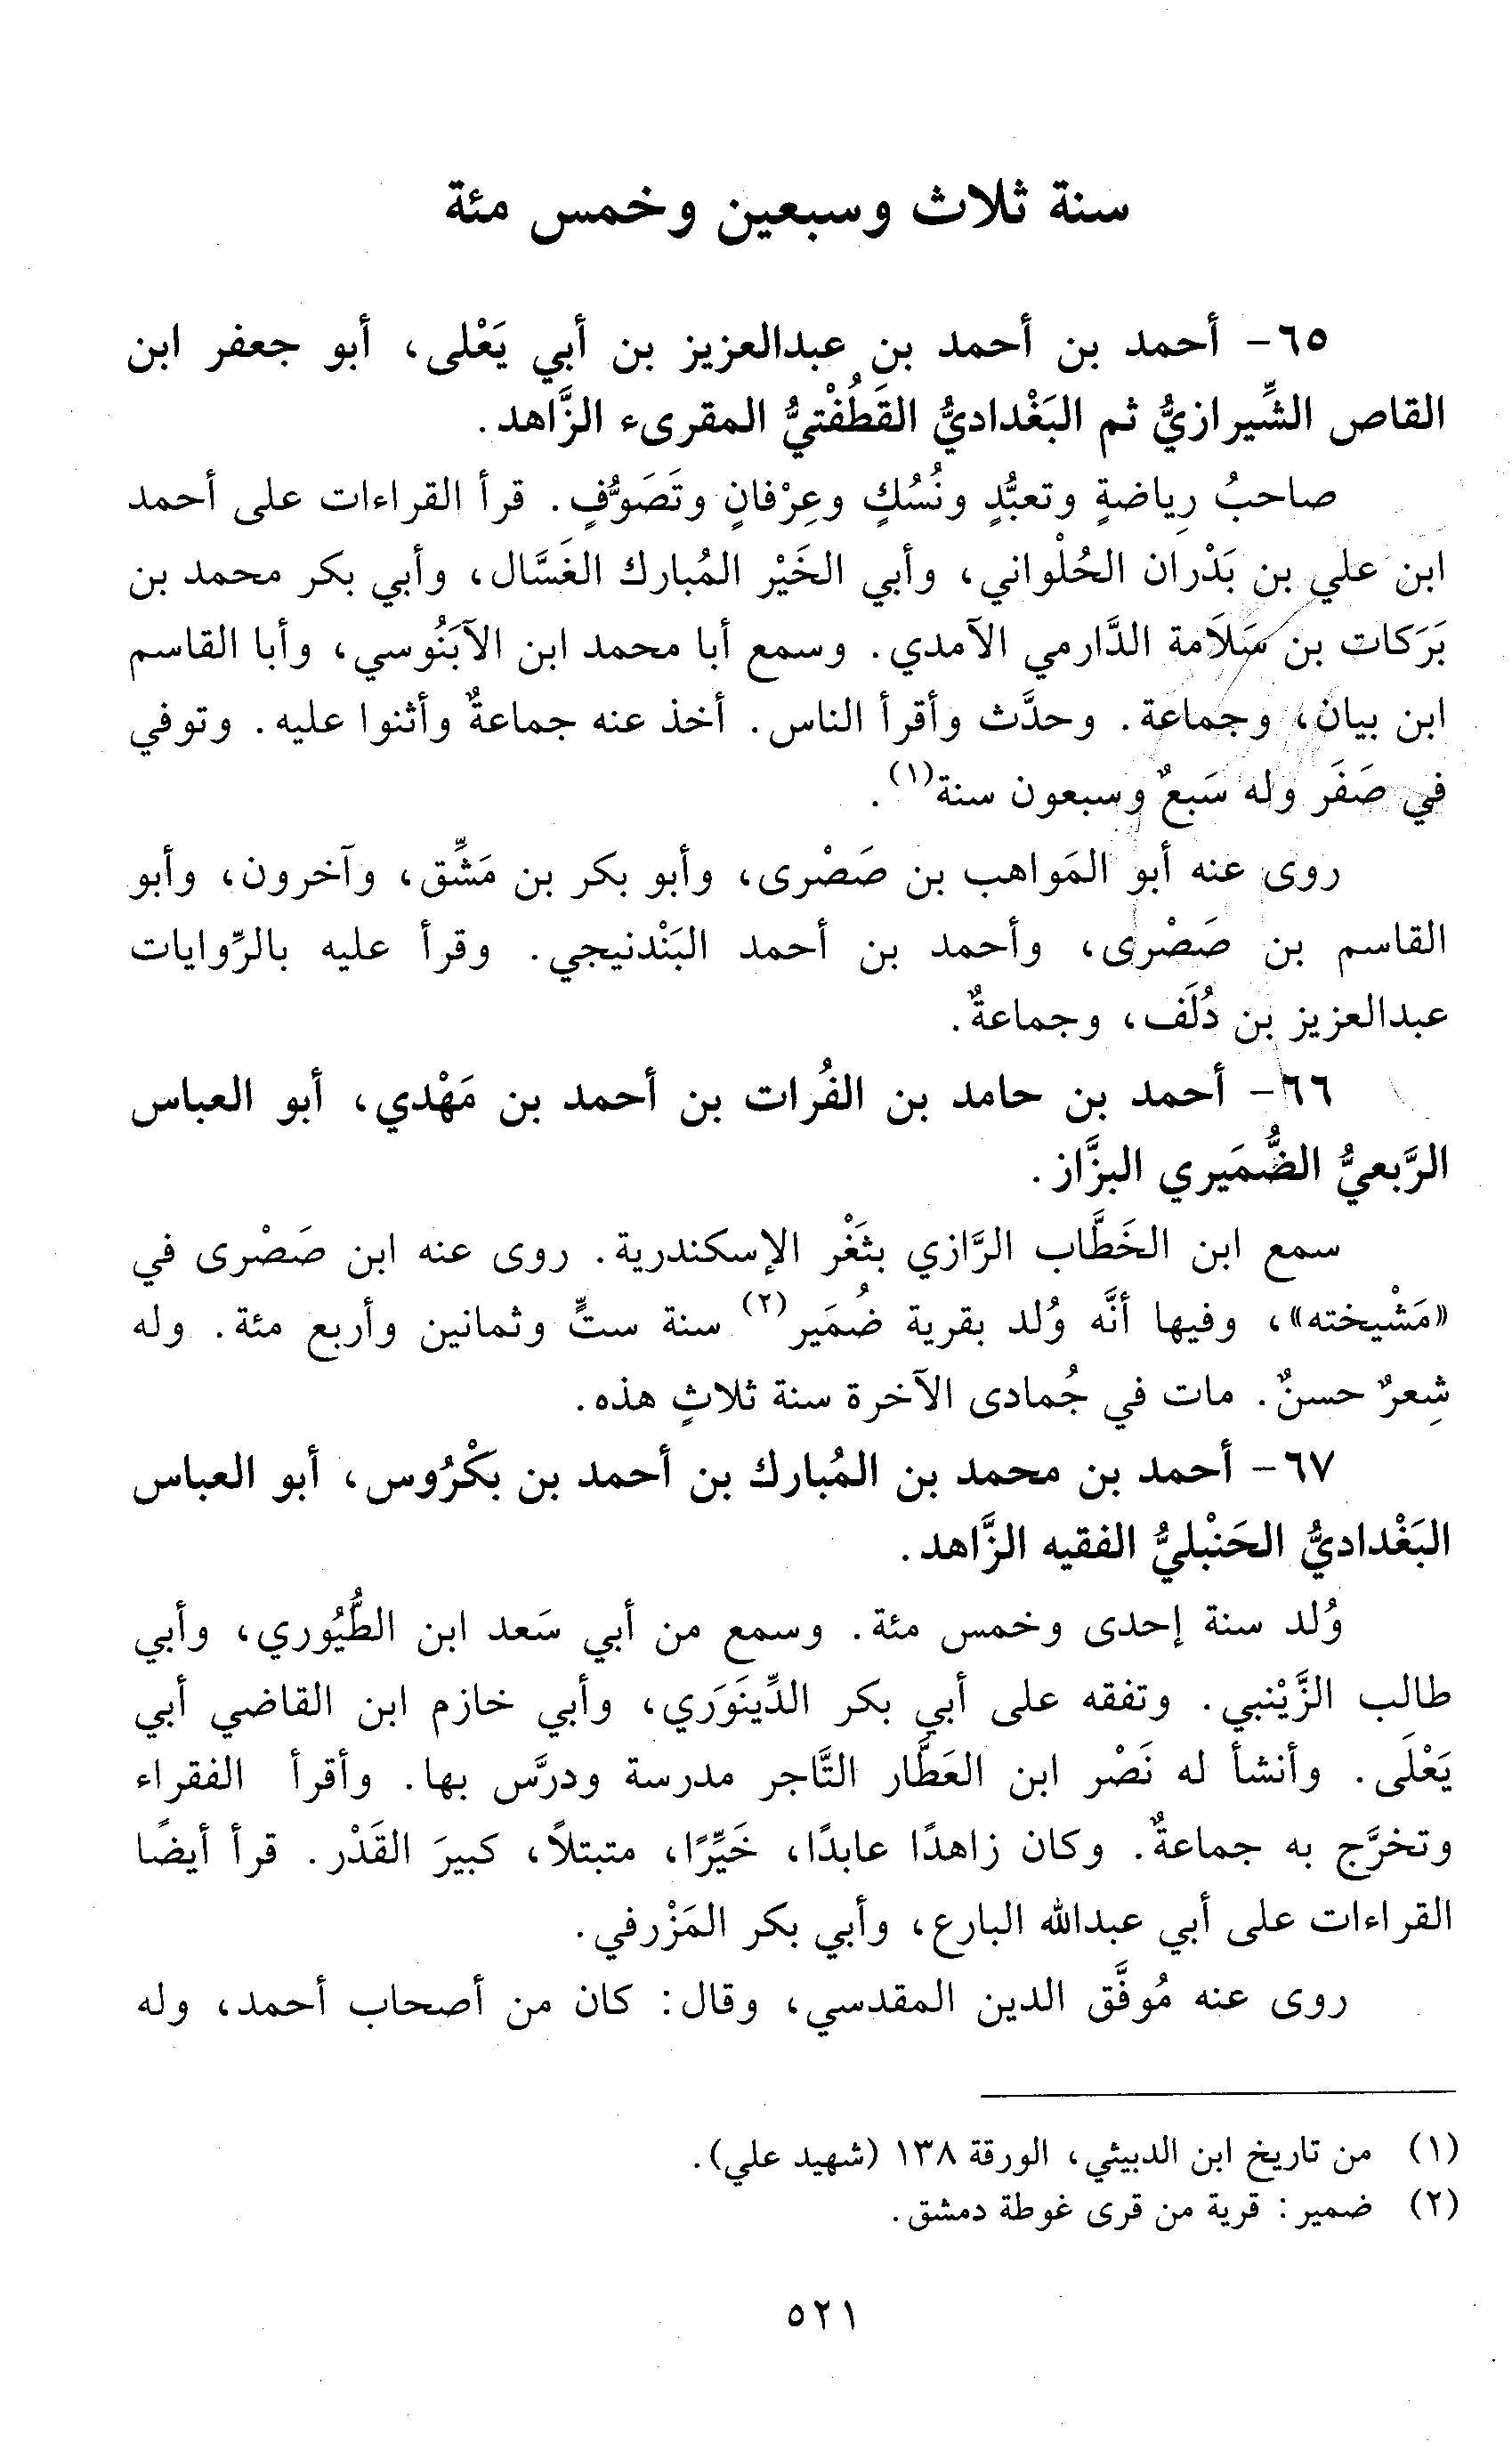 سنة ثلاث وسبعين وخمس مئة
٦٥- أحمد بن أحمد بن عبدالعزيز بن أبي يَعْلى، أبو جعفر ابن
القاص الشِّيرازيُّ ثم البَغْداديُّ القَطُفْتيُّ المقرىء الزَّاهد.
صاحبُ رِياضةٍ وتعبُّدٍ ونُسُكٍ وعِرْفانٍ وتَصَوُّفٍ. قرأ القراءات على أحمد
ابن علي بن بَدْران الحُلْواني، وأبي الخَيْر المُبارك الغَسَّال، وأبي بكر محمد بن
بَرَكات بن سَلَامة الدَّارمي الآمدي. وسمع أبا محمد ابن الآبَنُوسي، وأبا القاسم
ابن بيان، وجماعة. وحدَّث وأقرأ الناس. أخذ عنه جماعةٌ وأثنوا عليه. وتوفي
في صَفَر وله سَبعٌ وسبعون سنة(١).
روى عنه أبو المَواهب بن صَصْرى، وأبو بكر بن مَشِّق، وآخرون، وأبو
القاسم بن صَصْرى، وأحمد بن أحمد البَنْدنيجي. وقرأ عليه بالرِّوايات
عبدالعزيز بن دُلَف، وجماعةٌ.
٦٦- أحمد بن حامد بن الفُرات بن أحمد بن مَهْدي، أبو العباس
الرَّبعيُّ الضُّمَيري البزَّاز.
سمع ابن الخَطَّاب الرَّازي بثَغْر الإسكندرية. روى عنه ابن صَصْرى في
«مَشْيخته»، وفيها أنَّه وُلد بقرية ضُمَير(٢) سنة ستٍّ وثمانين وأربع مئة. وله
شِعرٌ حسنٌ. مات في جُمادى الآخرة سنة ثلاثٍ هذه.
٦٧- أحمد بن محمد بن المُبارك بن أحمد بن بكْرُوس، أبو العباس
البَغْداديُّ الحَنْبليُّ الفقيه الزَّاهد.
وُلد سنة إحدى وخمس مئة. وسمع من أبي سَعد ابن الطُّيُوري، وأبي
طالب الزَّيْنبي. وتفقه على أبي بكر الدِّينَوَري، وأبي خازم ابن القاضي أبي
يَعْلَى. وأنشأ له نَصْر ابن العَطَّار التَّاجر مدرسة ودرَّس بها. وأقرأ الفقراء
وتخرَّج به جماعةٌ. وكان زاهدًا عابدًا، خَيِّرًا، متبتلاً، كبيرَ القَدْر. قرأ أيضًا
القراءات على أبي عبدالله البارع، وأبي بكر المَزْرفي.
روى عنه مُوفَّق الدين المقدسي، وقال: كان من أصحاب أحمد، وله
(١) من تاريخ ابن الدبيثي، الورقة ١٣٨ (شهيد علي).
(٢) ضمير: قرية من قرى غوطة دمشق.
٥٢١